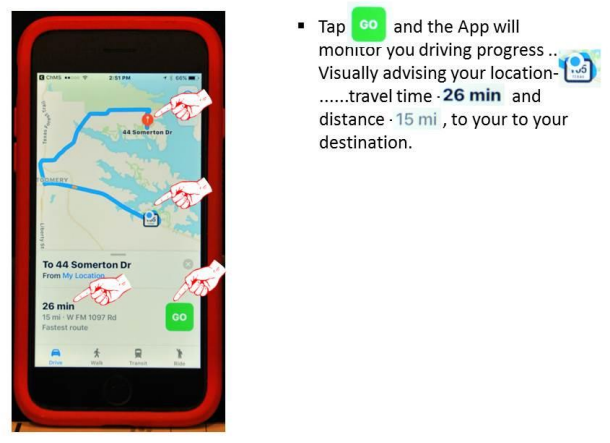 CHMS 2:51 PM 56%
44 Somerton Dr
To 44 Somerton Dr
From My Location
26 min
15 mi · W FM 1097 Rd
Fastest route
GO
Drive Walk Transit Ride
▪ Tap GO and the App will
monitor you driving progress ..
Visually advising your location-
......travel time · 26 min and
distance · 15 mi , to your to your
destination.